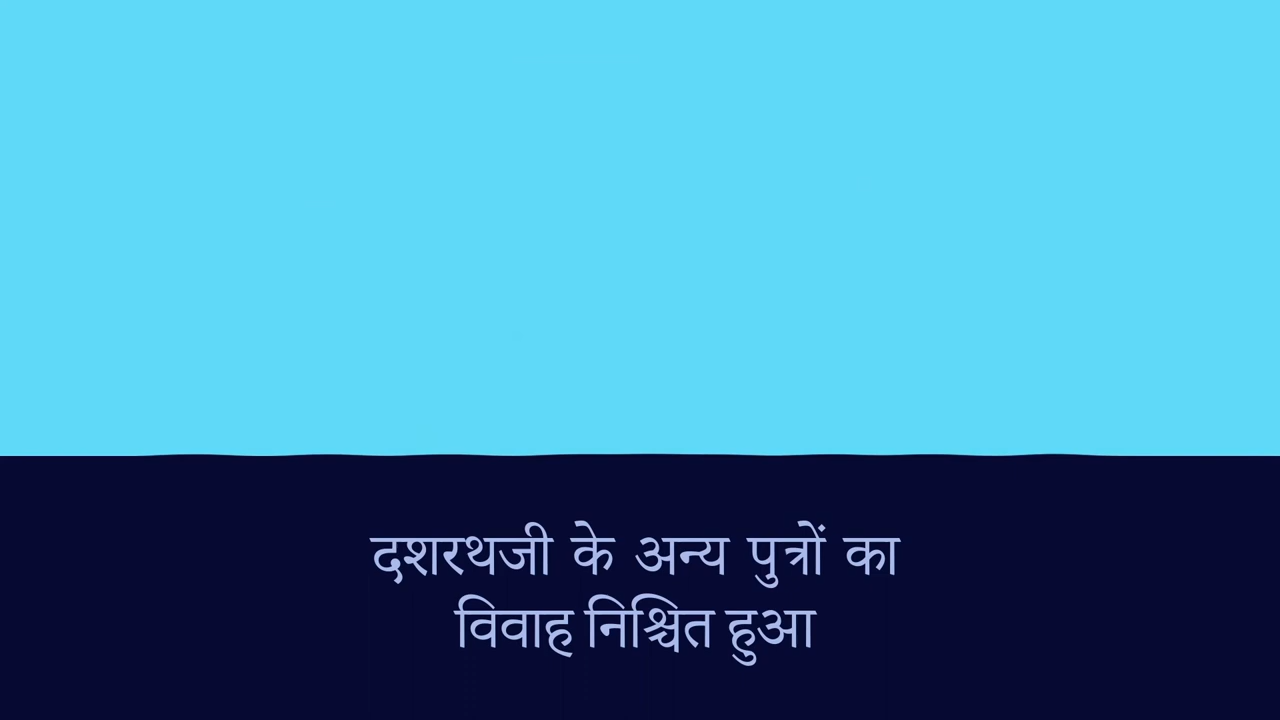 दशरथजी के अन्य पुत्रों का
विवाह निश्चित हुआ